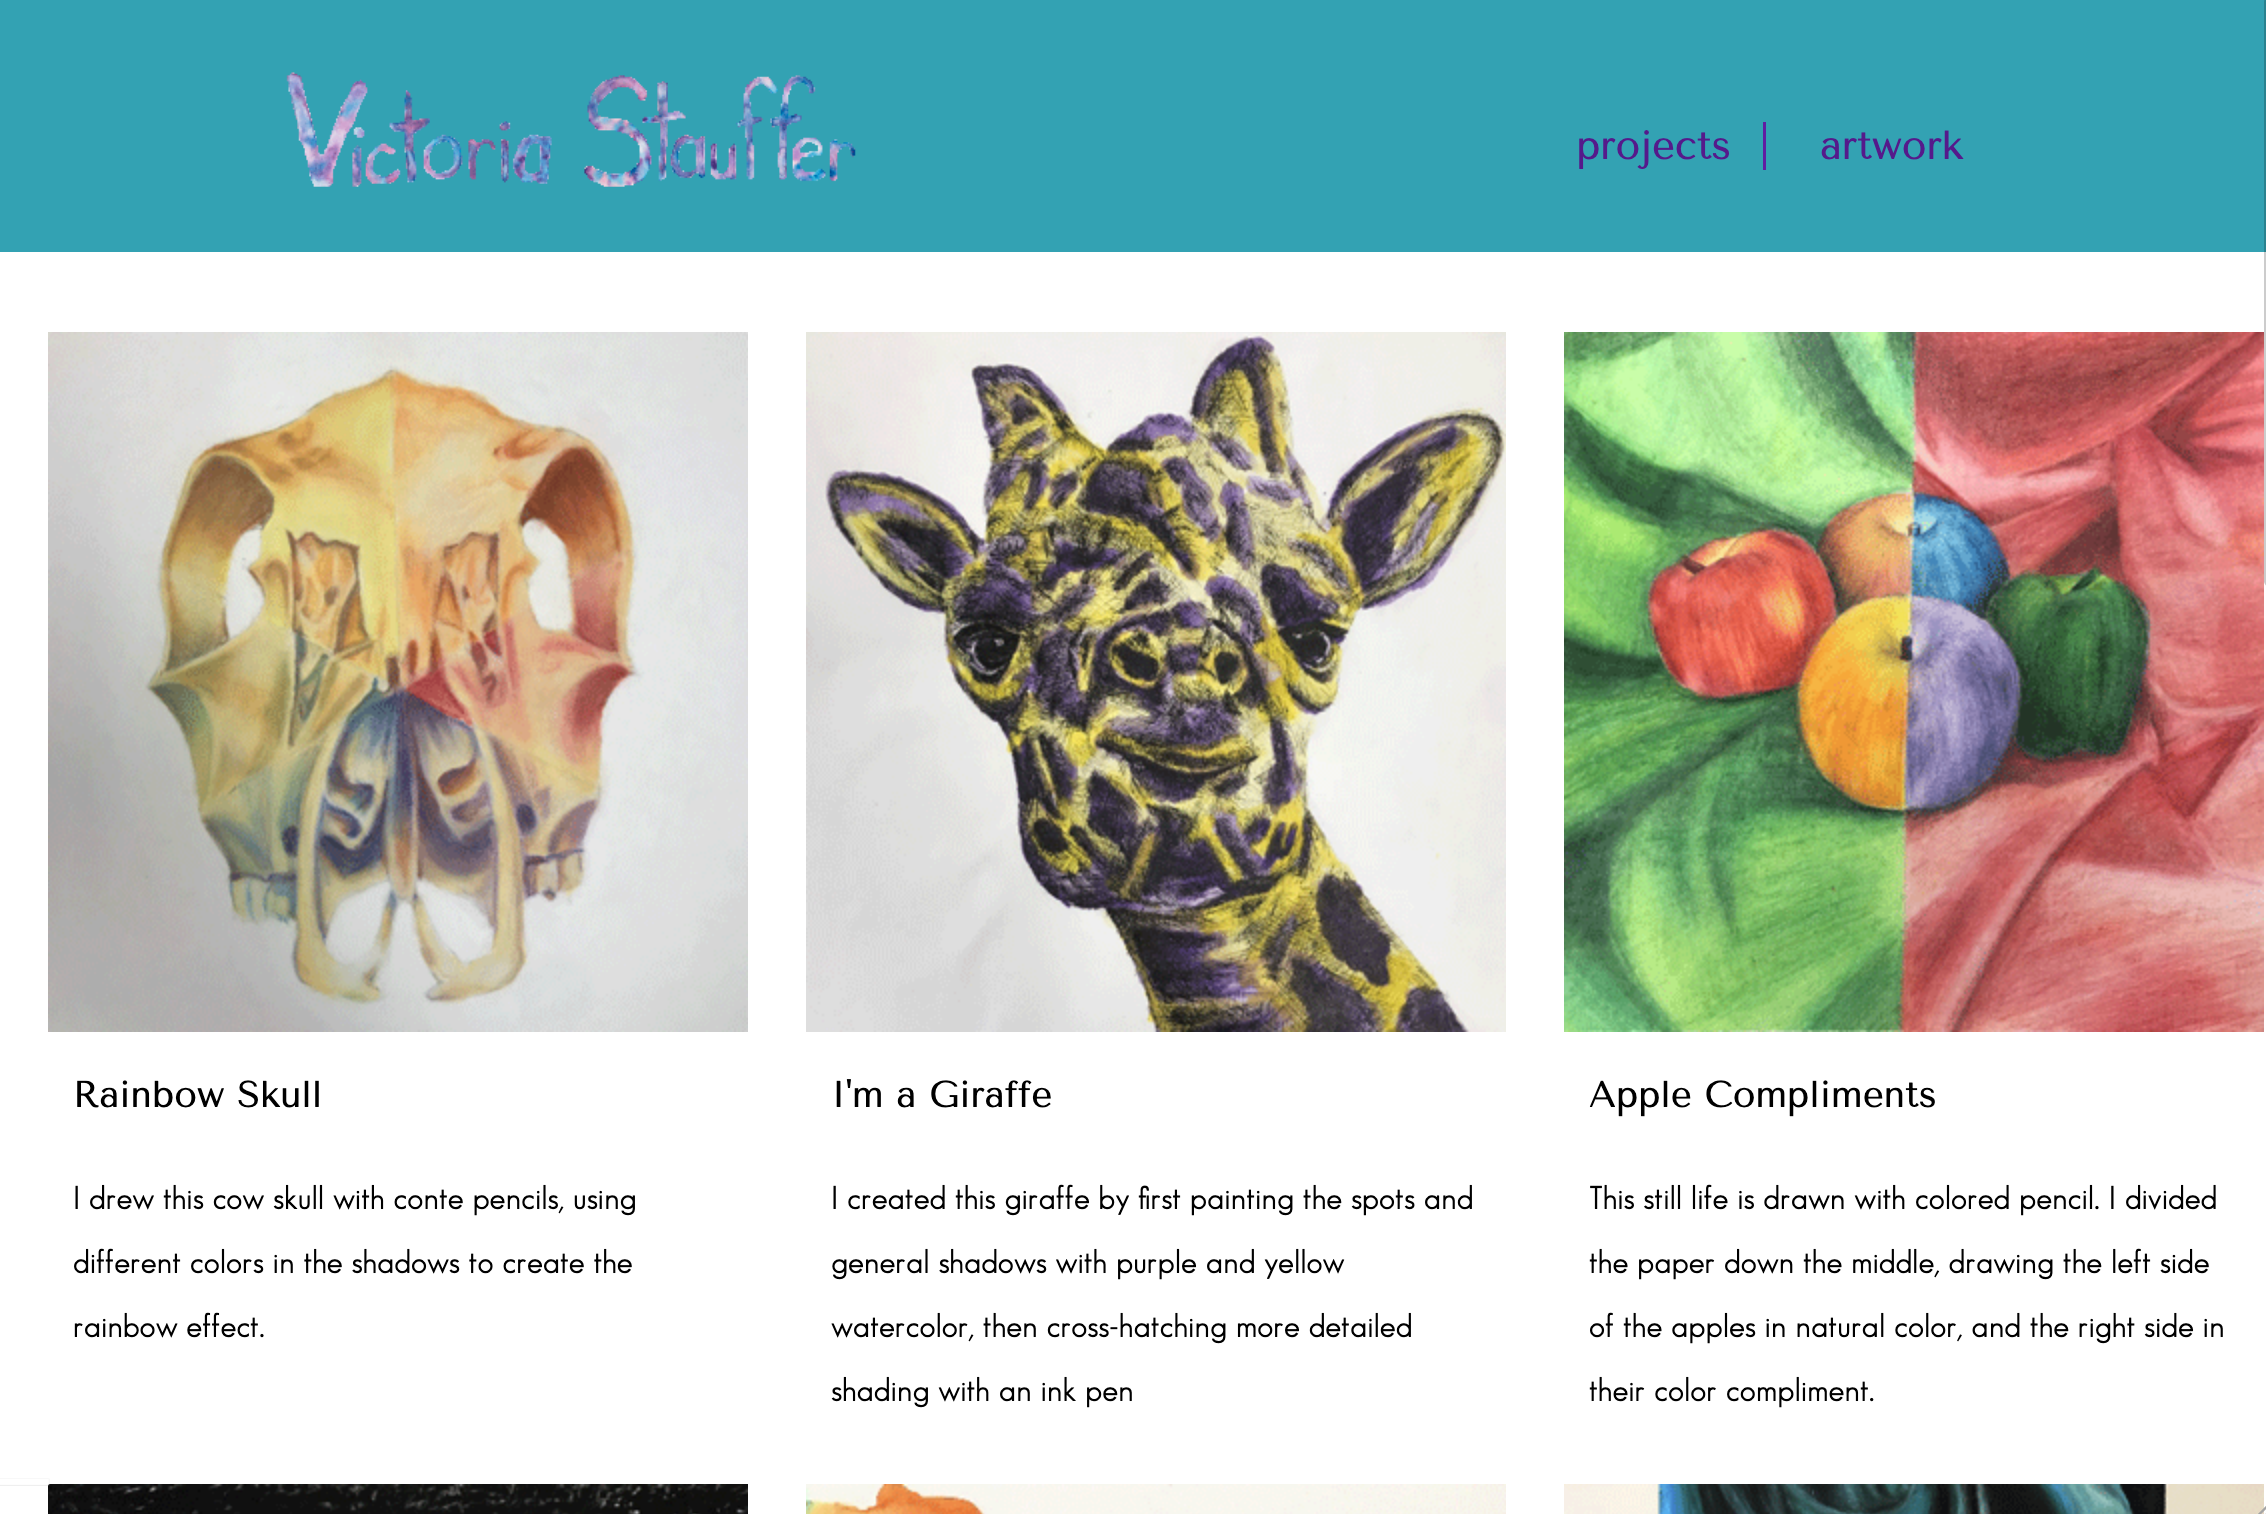 Victoria Stauffer
projects | artwork
Rainbow Skull
I drew this cow skull with conte pencils, using
different colors in the shadows to create the
rainbow effect.
I'm a Giraffe
I created this giraffe by first painting the spots and
general shadows with purple and yellow
watercolor, then cross-hatching more detailed
shading with an ink pen
Apple Compliments
This still life is drawn with colored pencil. I divided
the paper down the middle, drawing the left side
of the apples in natural color, and the right side in
their color compliment.